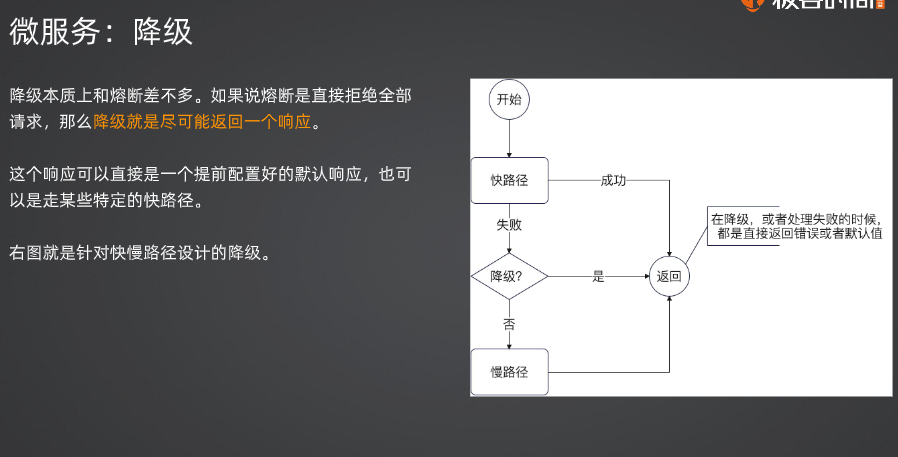 微服务：降级
降级本质上和熔断差不多。如果说熔断是直接拒绝全部
请求，那么降级就是尽可能返回一个响应。
这个响应可以直接是一个提前配置好的默认响应，也可
以是走某些特定的快路径。
右图就是针对快慢路径设计的降级。
开始
快路径
成功
失败
在降级，或者处理失败的时候，
都是直接返回错误或者默认值
降级？
是
返回
否
慢路径